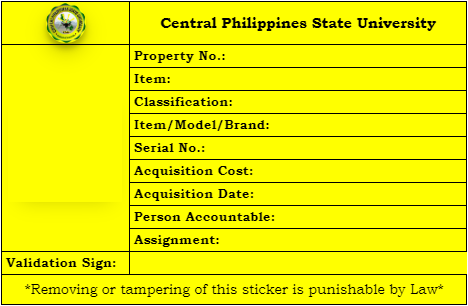 Central Philippines State University
Property No.:
Item:
Classification:
Item/Model/Brand:
Serial No.:
Acquisition Cost:
Acquisition Date:
Person Accountable:
Assignment:
Validation Sign:
*Removing or tampering of this sticker is punishable by Law*